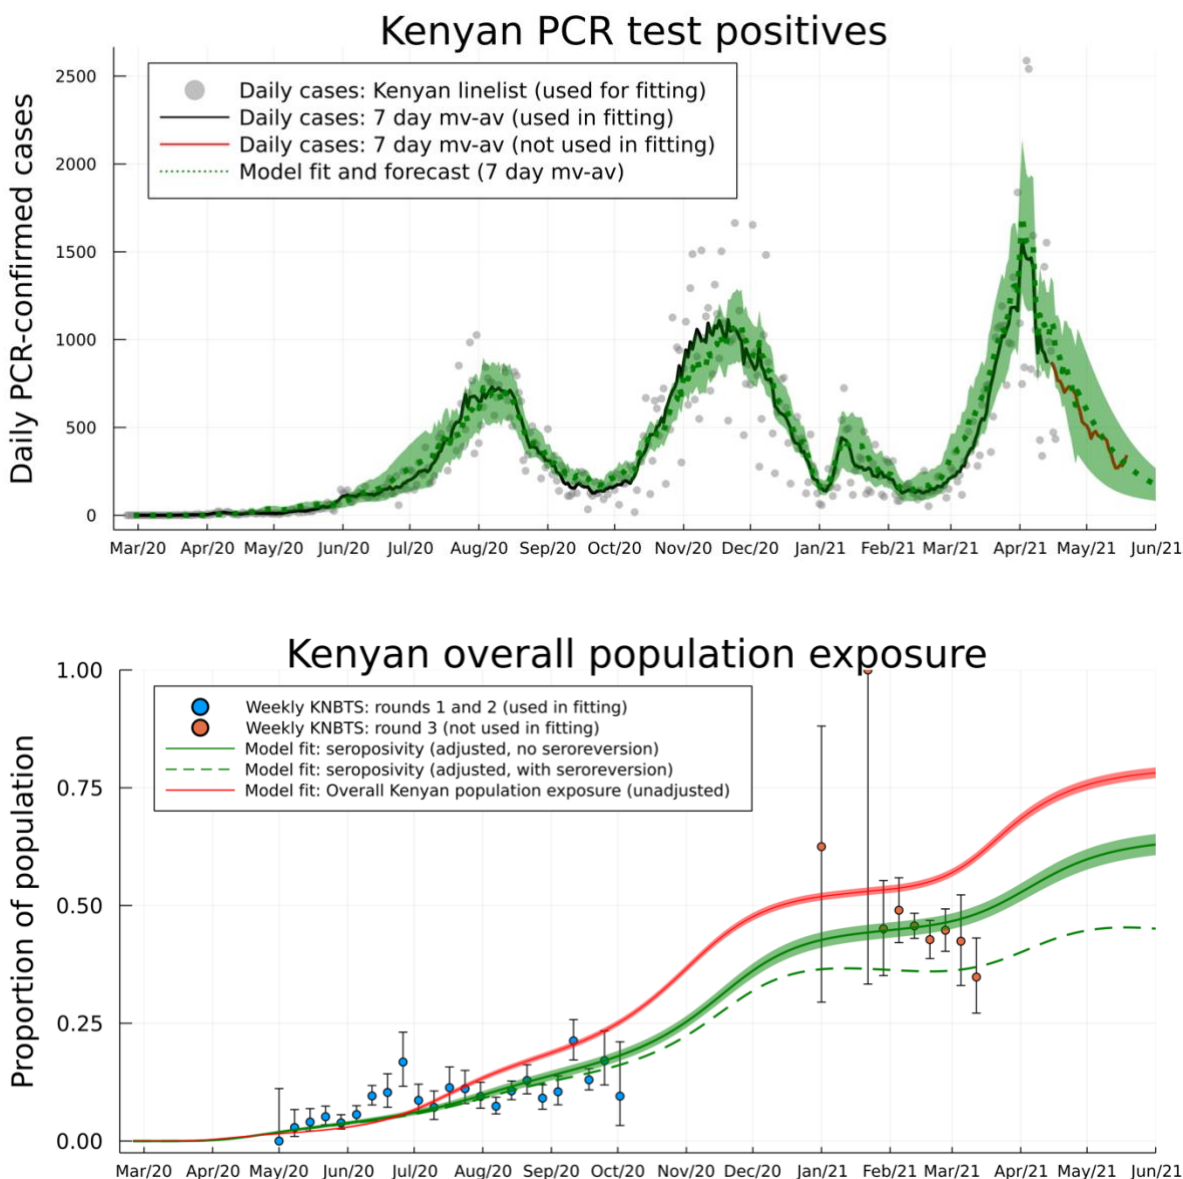 Kenyan PCR test positives
Daily PCR-confirmed cases
2500
2000
1500
1000
500
0
Daily cases: Kenyan linelist (used for fitting)
Daily cases: 7 day mv-av (used in fitting)
Daily cases: 7 day mv-av (not used in fitting)
Model fit and forecast (7 day mv-av)
Mar/20 Apr/20 May/20 Jun/20 Jul/20 Aug/20 Sep/20 Oct/20 Nov/20 Dec/20 Jan/21 Feb/21 Mar/21 Apr/21 May/21 Jun/21
Kenyan overall population exposure
Proportion of population
1.00
0.75
0.50
0.25
0.00
Weekly KNBTS: rounds 1 and 2 (used in fitting)
Weekly KNBTS: round 3 (not used in fitting)
Model fit: seroposivity (adjusted, no seroreversion)
Model fit: seroposivity (adjusted, with seroreversion)
Model fit: Overall Kenyan population exposure (unadjusted)
Mar/20 Apr/20 May/20 Jun/20 Jul/20 Aug/20 Sep/20 Oct/20 Nov/20 Dec/20 Jan/21 Feb/21 Mar/21 Apr/21 May/21 Jun/21